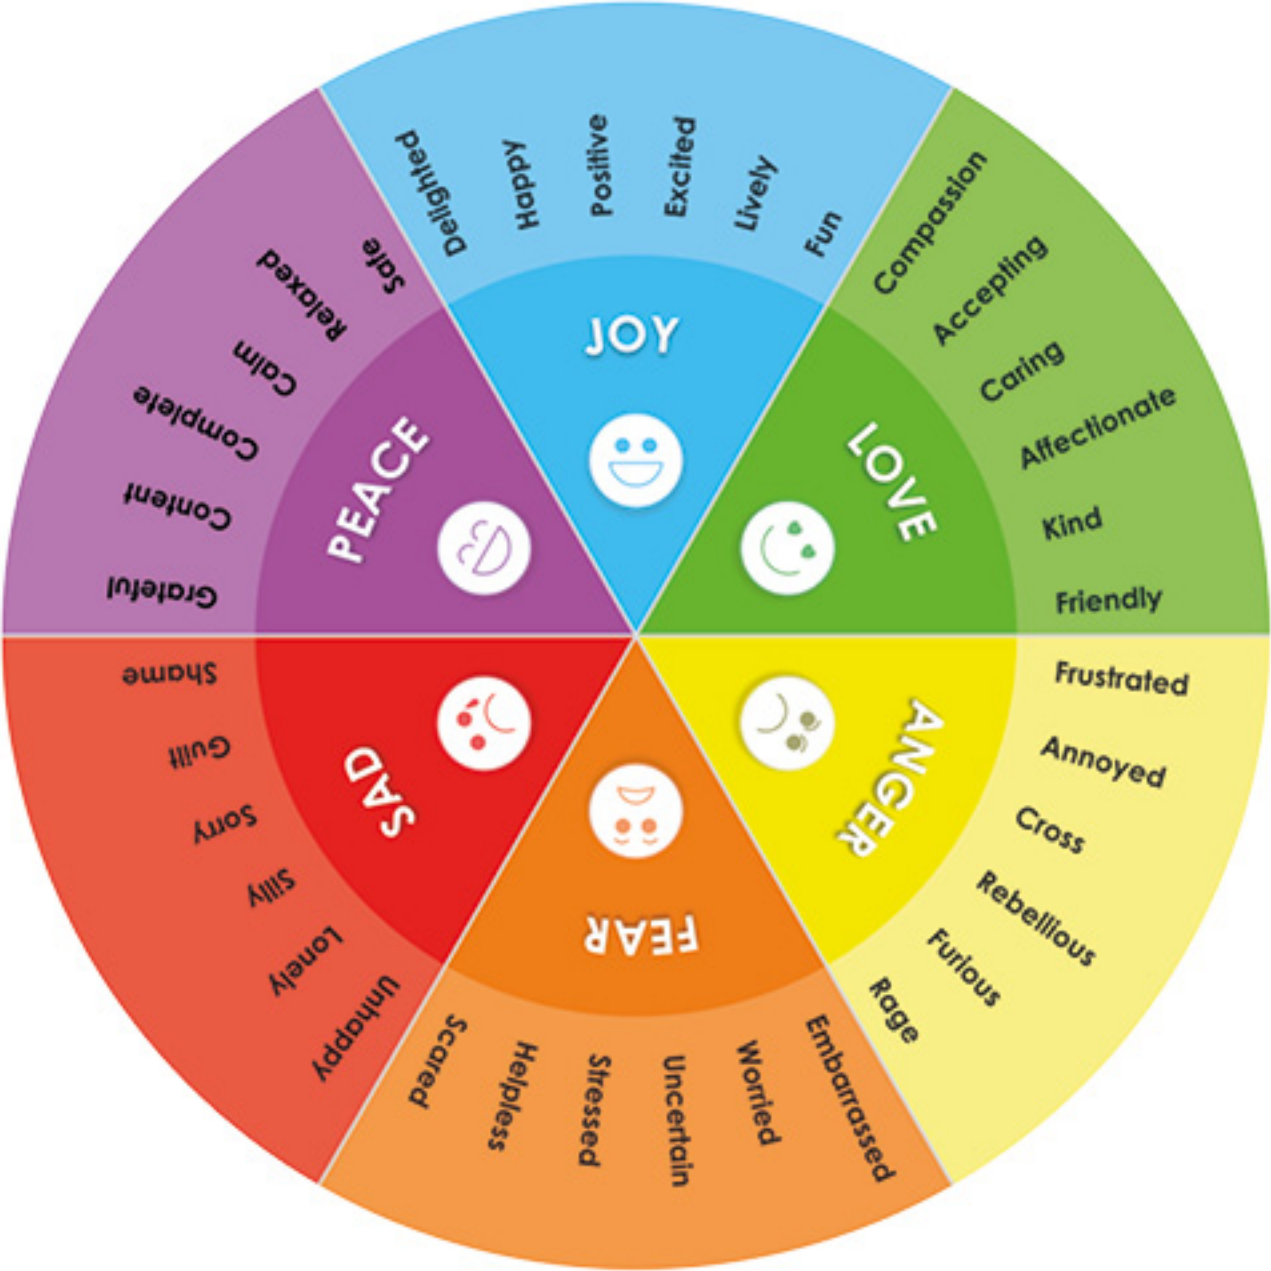 JOY
Delighted
Happy
Positive
Excited
Lively
Fun
LOVE
Compassion
Accepting
Caring
Affectionate
Kind
Friendly
ANGER
Frustrated
Annoyed
Cross
Rebellious
Furious
Rage
FEAR
Embarrassed
Worried
Uncertain
Stressed
Helpless
Scared
SAD
Unhappy
Lonely
Silly
Sorry
Guilt
Shame
PEACE
Grateful
Content
Complete
Calm
Relaxed
Safe